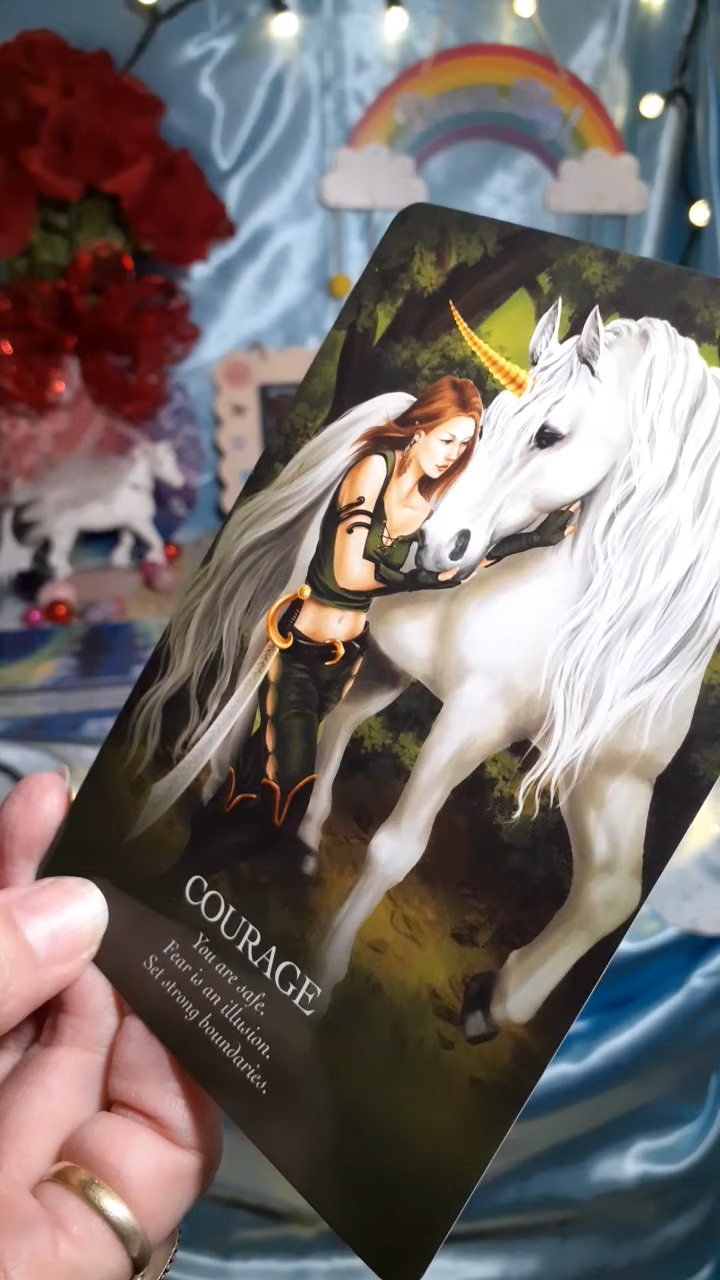 COURAGE
You are safe.
Fear is an illusion.
Set strong boundaries.